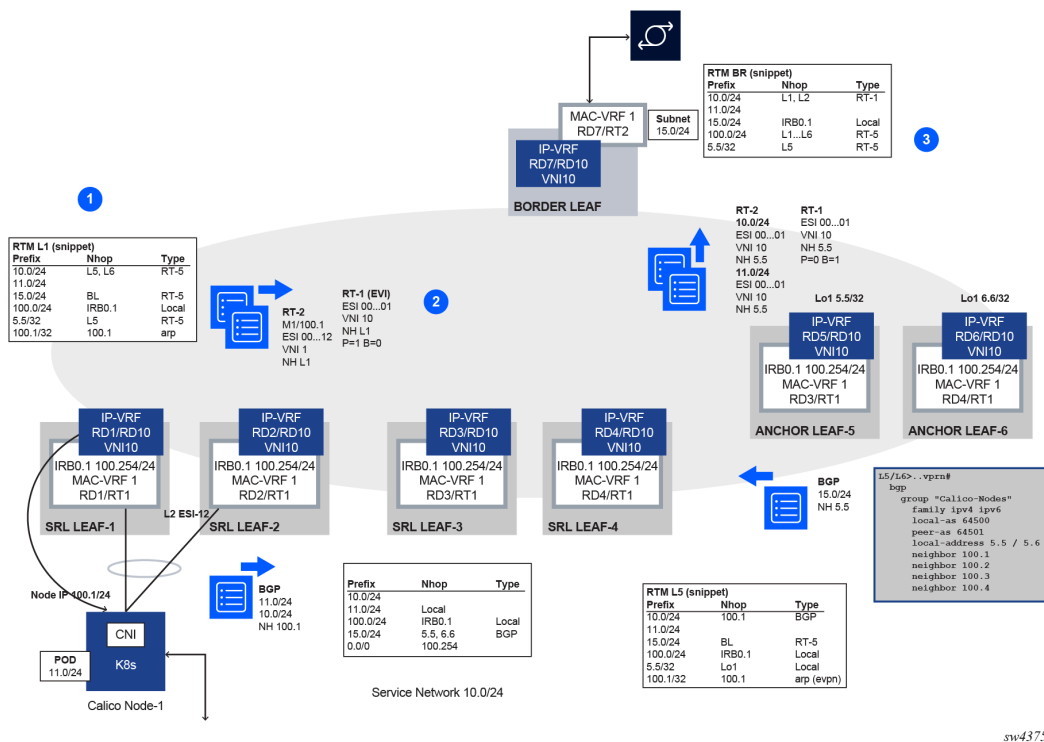 RTM BR (snippet)
Prefix Nhop Type
10.0/24 L1, L2 RT-1
11.0/24
15.0/24 IRB0.1 Local
100.0/24 L1...L6 RT-5
5.5/32 L5 RT-5
MAC-VRF 1
RD7/RT2
Subnet
15.0/24
IP-VRF
RD7/RD10
VNI10
BORDER LEAF
3
1
RTM L1 (snippet)
Prefix Nhop Type
10.0/24 L5, L6 RT-5
11.0/24
15.0/24 BL RT-5
100.0/24 IRB0.1 Local
5.5/32 L5 RT-5
100.1/32 100.1 arp
RT-2
M1/100.1
ESI 00...12
VNI 1
NH L1
RT-1 (EVI)
ESI 00...01
VNI 10
NH L1
P=1 B=0
2
RT-2
10.0/24
ESI 00...01
VNI 10
NH 5.5
11.0/24
ESI 00...01
VNI 10
NH 5.5
RT-1
ESI 00...01
VNI 10
NH 5.5
P=0 B=1
Lo1 5.5/32
IP-VRF
RD5/RD10
VNI10
IRB0.1 100.254/24
MAC-VRF 1
RD3/RT1
ANCHOR LEAF-5
Lo1 6.6/32
IP-VRF
RD6/RD10
VNI10
IRB0.1 100.254/24
MAC-VRF 1
RD4/RT1
ANCHOR LEAF-6
IP-VRF
RD1/RD10
VNI10
IRB0.1 100.254/24
MAC-VRF 1
RD1/RT1
SRL LEAF-1
IP-VRF
RD2/RD10
VNI10
IRB0.1 100.254/24
MAC-VRF 1
RD2/RT1
SRL LEAF-2
IP-VRF
RD3/RD10
VNI10
IRB0.1 100.254/24
MAC-VRF 1
RD3/RT1
SRL LEAF-3
IP-VRF
RD4/RD10
VNI10
IRB0.1 100.254/24
MAC-VRF 1
RD4/RT1
SRL LEAF-4
L2 ESI-12
BGP
15.0/24
NH 5.5
L5/L6>..vprn#
bgp
group "Calico-Nodes"
family ipv4 ipv6
local-as 64500
peer-as 64501
local-address 5.5 / 5.6
neighbor 100.1
neighbor 100.2
neighbor 100.3
neighbor 100.4
Node IP 100.1/24
CNI
K8s
POD
11.0/24
Calico Node-1
BGP
11.0/24
10.0/24
NH 100.1
Prefix Nhop Type
10.0/24
11.0/24 Local
100.0/24 IRB0.1 Local
15.0/24 5.5, 6.6 BGP
0.0/0 100.254
Service Network 10.0/24
RTM L5 (snippet)
Prefix Nhop Type
10.0/24 100.1 BGP
11.0/24
15.0/24 BL RT-5
100.0/24 IRB0.1 Local
5.5/32 Lo1 Local
100.1/32 100.1 arp (evpn)